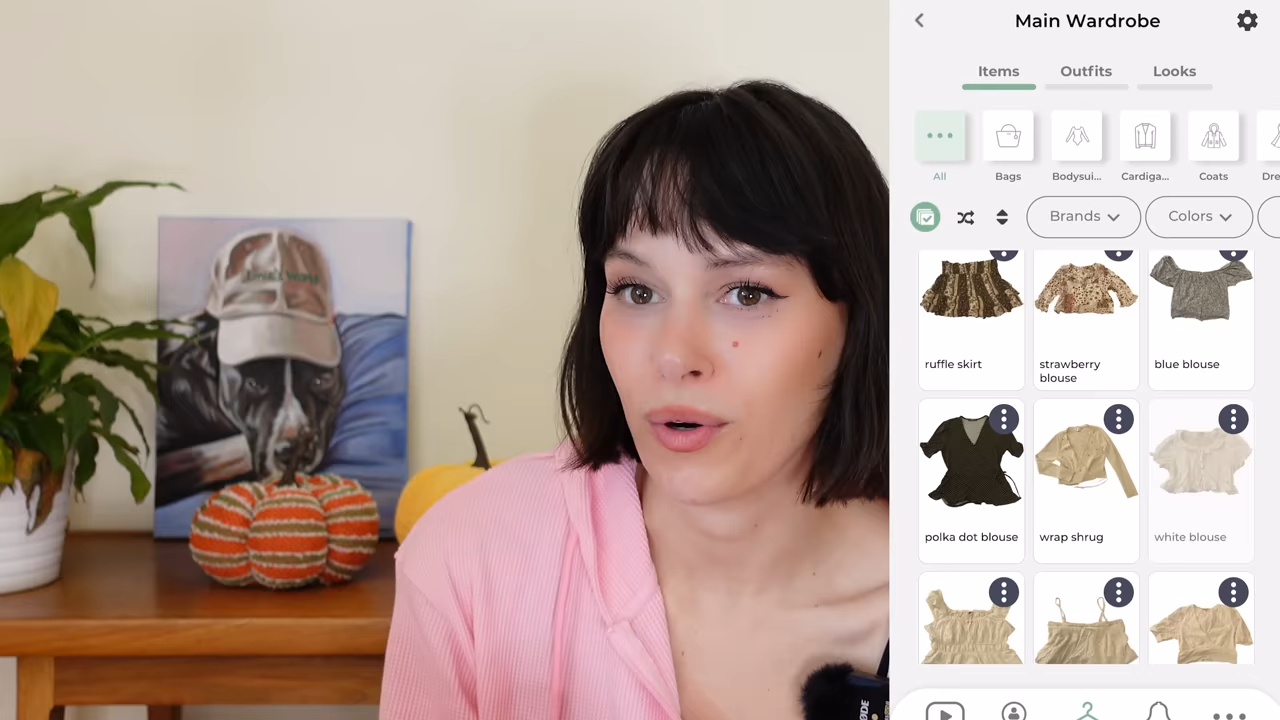 Main Wardrobe
Items
Outfits
Looks
All
Bags
Bodysui...
Cardiga...
Coats
Dre
Brands
Colors
ruffle skirt
strawberry
blouse
blue blouse
polka dot blouse
wrap shrug
white blouse